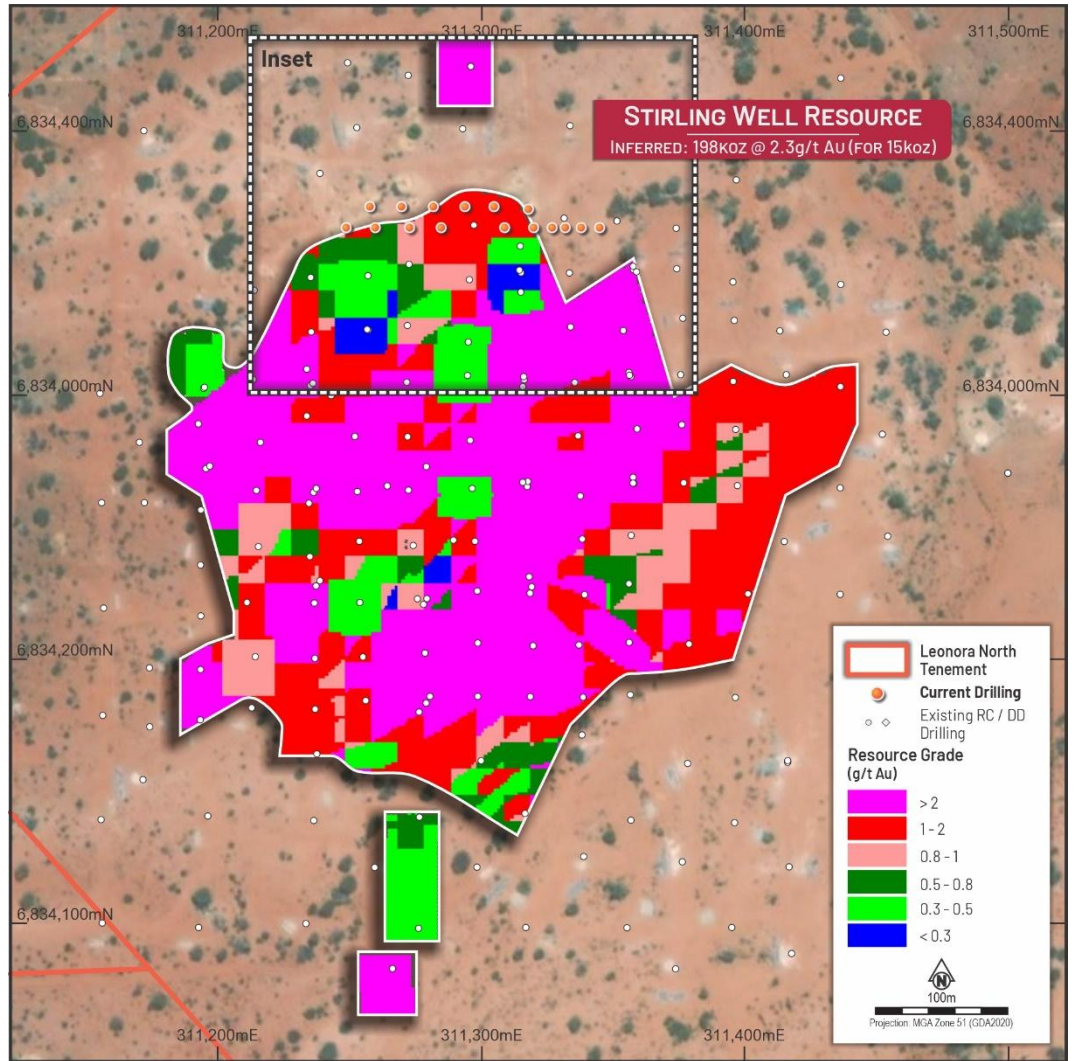 311,200mE
311,300mE
311,400mE
311,500mE
Inset
STIRLING WELL RESOURCE
INFERRED: 198KOZ @ 2.3G/T AU (FOR 15KOZ)
6,834,400mN
6,834,400mN
6,834,000mN
6,834,000mN
6,834,200mN
6,834,100mN
311,200mE
311,300mE
311,400mE
Leonora North
Tenement
Current Drilling
Existing RC / DD
Drilling
Resource Grade
(g/t Au)
> 2
1 - 2
0.8 - 1
0.5 - 0.8
0.3 - 0.5
< 0.3
N
100m
Projection: MGA Zone 51 (GDA2020)